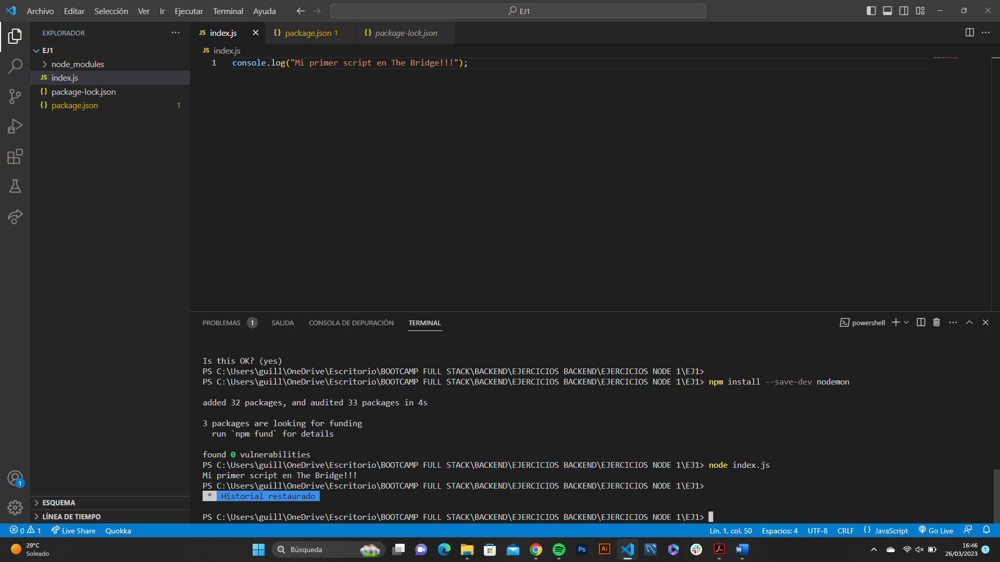 Archivo Editar Selección Ver Ir Ejecutar Terminal Ayuda
EJ1
EXPLORADOR
EJ1
node_modules
JS index.js
{} package-lock.json
{} package.json 1
ESQUEMA
LÍNEA DE TIEMPO
JS index.js {} package.json 1 {} package-lock.json
JS index.js
1 console.log("Mi primer script en The Bridge!!!");
PROBLEMAS 1 SALIDA CONSOLA DE DEPURACIÓN TERMINAL
powershell
Is this OK? (yes)
PS C:\Users\guill\OneDrive\Escritorio\BOOTCAMP FULL STACK\BACKEND\EJERCICIOS BACKEND\EJERCICIOS NODE 1\EJ1>
PS C:\Users\guill\OneDrive\Escritorio\BOOTCAMP FULL STACK\BACKEND\EJERCICIOS BACKEND\EJERCICIOS NODE 1\EJ1> npm install --save-dev nodemon
added 32 packages, and audited 33 packages in 4s
3 packages are looking for funding
run `npm fund` for details
found 0 vulnerabilities
PS C:\Users\guill\OneDrive\Escritorio\BOOTCAMP FULL STACK\BACKEND\EJERCICIOS BACKEND\EJERCICIOS NODE 1\EJ1> node index.js
Mi primer script en The Bridge!!!
PS C:\Users\guill\OneDrive\Escritorio\BOOTCAMP FULL STACK\BACKEND\EJERCICIOS BACKEND\EJERCICIOS NODE 1\EJ1>
* Historial restaurado
PS C:\Users\guill\OneDrive\Escritorio\BOOTCAMP FULL STACK\BACKEND\EJERCICIOS BACKEND\EJERCICIOS NODE 1\EJ1>
1
0 1 Live Share Quokka
Lín. 1, col. 50 Espacios: 4 UTF-8 CRLF {} JavaScript Go Live
29°C
Soleado
Búsqueda
Ps Ai W
16:46
26/03/2023
1